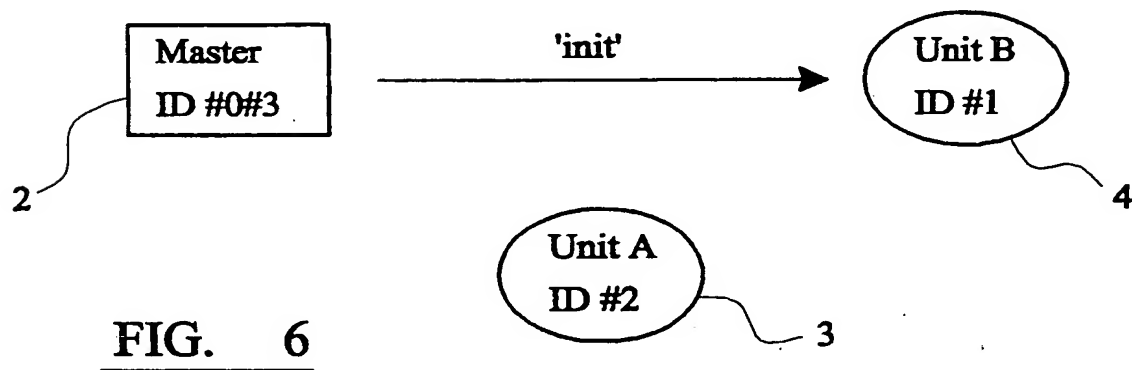 Master
ID #0#3
'init'
Unit B
ID #1
2
4
Unit A
ID #2
3
FIG. 6